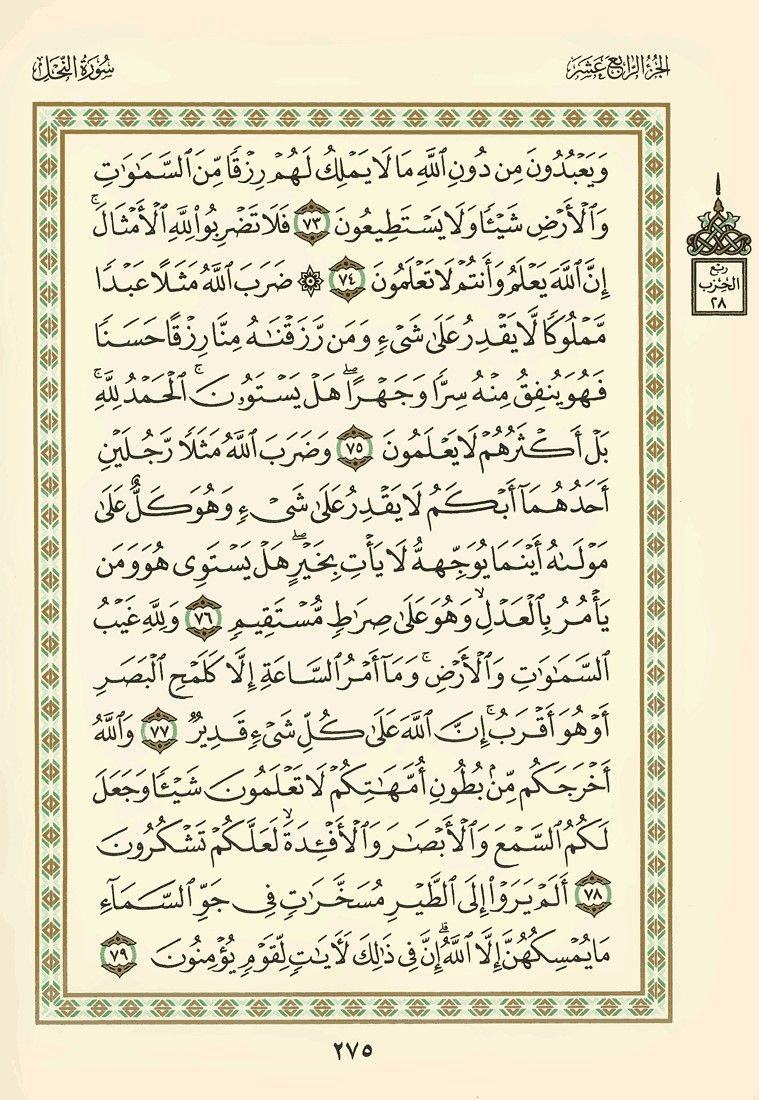 الجزء الرابع عشر
سورة النحل
وَيَعْبُدُونَ مِن دُونِ ٱللَّهِ مَا لَا يَمْلِكُ لَهُمْ رِزْقًا مِّنَ ٱلسَّمَٰوَٰتِ
وَٱلْأَرْضِ شَيْـًٔا وَلَا يَسْتَطِيعُونَ ٧٣ فَلَا تَضْرِبُوا۟ لِلَّهِ ٱلْأَمْثَالَ ۚ
إِنَّ ٱللَّهَ يَعْلَمُ وَأَنتُمْ لَا تَعْلَمُونَ ٧٤ ۞ ضَرَبَ ٱللَّهُ مَثَلًا عَبْدًا
مَّمْلُوكًا لَّا يَقْدِرُ عَلَىٰ شَىْءٍ وَمَن رَّزَقْنَٰهُ مِنَّا رِزْقًا حَسَنًا
فَهُوَ يُنفِقُ مِنْهُ سِرًّا وَجَهْرًا ۖ هَلْ يَسْتَوُۥنَ ۚ ٱلْحَمْدُ لِلَّهِ ۚ
بَلْ أَكْثَرُهُمْ لَا يَعْلَمُونَ ٧٥ وَضَرَبَ ٱللَّهُ مَثَلًا رَّجُلَيْنِ
أَحَدُهُمَآ أَبْكَمُ لَا يَقْدِرُ عَلَىٰ شَىْءٍ وَهُوَ كَلٌّ عَلَىٰ
مَوْلَىٰهُ أَيْنَمَا يُوَجِّههُّ لَا يَأْتِ بِخَيْرٍ ۖ هَلْ يَسْتَوِى هُوَ وَمَن
يَأْمُرُ بِٱلْعَدْلِ ۙ وَهُوَ عَلَىٰ صِرَٰطٍ مُّسْتَقِيمٍ ٧٦ وَلِلَّهِ غَيْبُ
ٱلسَّمَٰوَٰتِ وَٱلْأَرْضِ ۚ وَمَآ أَمْرُ ٱلسَّاعَةِ إِلَّا كَلَمْحِ ٱلْبَصَرِ
أَوْ هُوَ أَقْرَبُ ۚ إِنَّ ٱللَّهَ عَلَىٰ كُلِّ شَىْءٍ قَدِيرٌ ٧٧ وَٱللَّهُ
أَخْرَجَكُم مِّنۢ بُطُونِ أُمَّهَٰتِكُمْ لَا تَعْلَمُونَ شَيْـًٔا وَجَعَلَ
لَكُمُ ٱلسَّمْعَ وَٱلْأَبْصَٰرَ وَٱلْأَفْـِٔدَةَ ۙ لَعَلَّكُمْ تَشْكُرُونَ
٧٨ أَلَمْ يَرَوْا۟ إِلَى ٱلطَّيْرِ مُسَخَّرَٰتٍ فِى جَوِّ ٱلسَّمَآءِ
مَا يُمْسِكُهُنَّ إِلَّا ٱللَّهُ ۗ إِنَّ فِى ذَٰلِكَ لَءَايَٰتٍ لِّقَوْمٍ يُؤْمِنُونَ ٧٩
ربع
الحزب
٢٨
٢٧٥